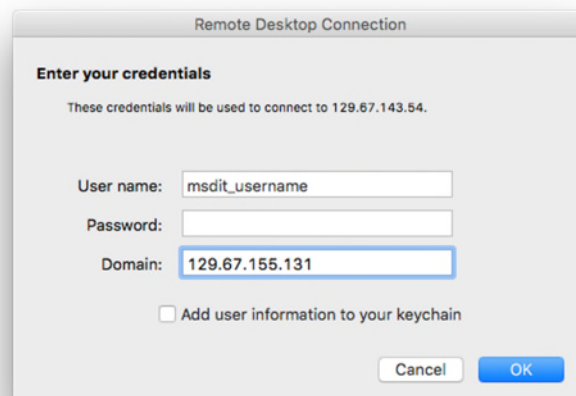 Remote Desktop Connection
Enter your credentials
These credentials will be used to connect to 129.67.143.54.
User name: msdit_username
Password:
Domain: 129.67.155.131
Add user information to your keychain
Cancel OK